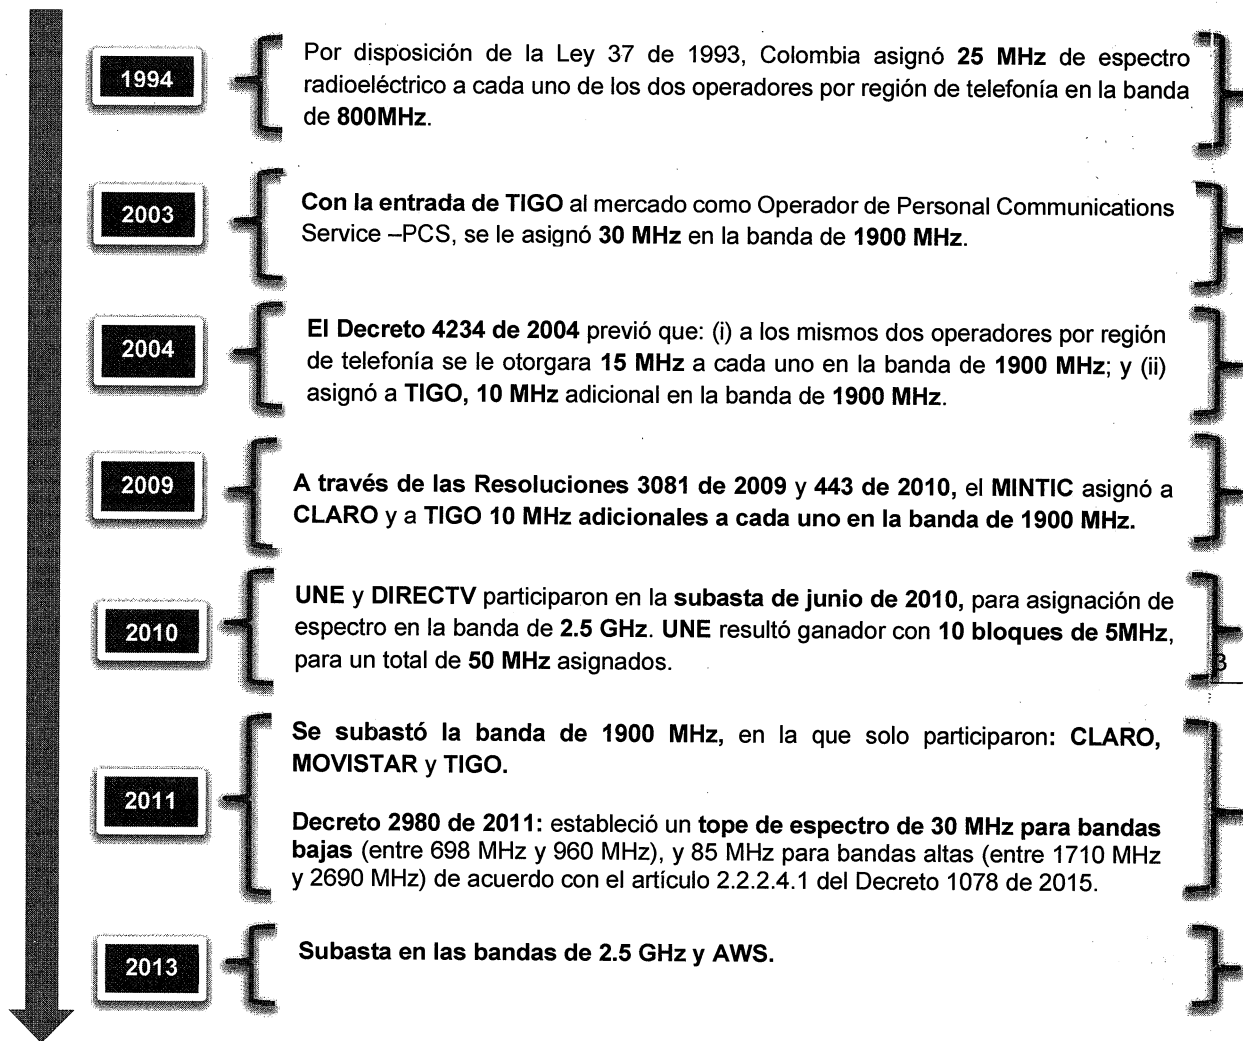 1994
Por disposición de la Ley 37 de 1993, Colombia asignó 25 MHz de espectro
radioeléctrico a cada uno de los dos operadores por región de telefonía en la banda
de 800MHz.
2003
Con la entrada de TIGO al mercado como Operador de Personal Communications
Service –PCS, se le asignó 30 MHz en la banda de 1900 MHz.
2004
El Decreto 4234 de 2004 previó que: (i) a los mismos dos operadores por región
de telefonía se le otorgara 15 MHz a cada uno en la banda de 1900 MHz; y (ii)
asignó a TIGO, 10 MHz adicional en la banda de 1900 MHz.
2009
A través de las Resoluciones 3081 de 2009 y 443 de 2010, el MINTIC asignó a
CLARO y a TIGO 10 MHz adicionales a cada uno en la banda de 1900 MHz.
2010
UNE y DIRECTV participaron en la subasta de junio de 2010, para asignación de
espectro en la banda de 2.5 GHz. UNE resultó ganador con 10 bloques de 5MHz,
para un total de 50 MHz asignados.
3
2011
Se subastó la banda de 1900 MHz, en la que solo participaron: CLARO,
MOVISTAR y TIGO.
Decreto 2980 de 2011: estableció un tope de espectro de 30 MHz para bandas
bajas (entre 698 MHz y 960 MHz), y 85 MHz para bandas altas (entre 1710 MHz
y 2690 MHz) de acuerdo con el artículo 2.2.2.4.1 del Decreto 1078 de 2015.
2013
Subasta en las bandas de 2.5 GHz y AWS.